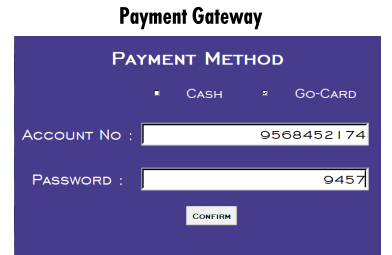 Payment Gateway
Payment Method
Cash Go-Card
Account No : 9568452174
Password : 9457
Confirm